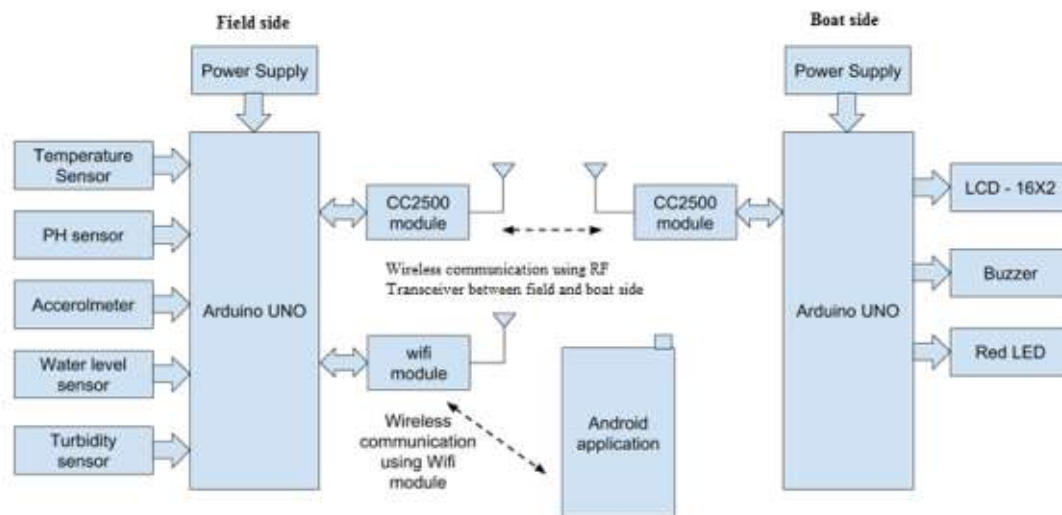 Field side
Power Supply
Temperature
Sensor
PH sensor
Accerolmeter
Water level
sensor
Turbidity
sensor
Arduino UNO
CC2500
module
wifi
module
Wireless communication using RF
Transceiver between field and boat side
Wireless
communication
using Wifi
module
Android
application
Boat side
Power Supply
CC2500
module
Arduino UNO
LCD - 16X2
Buzzer
Red LED